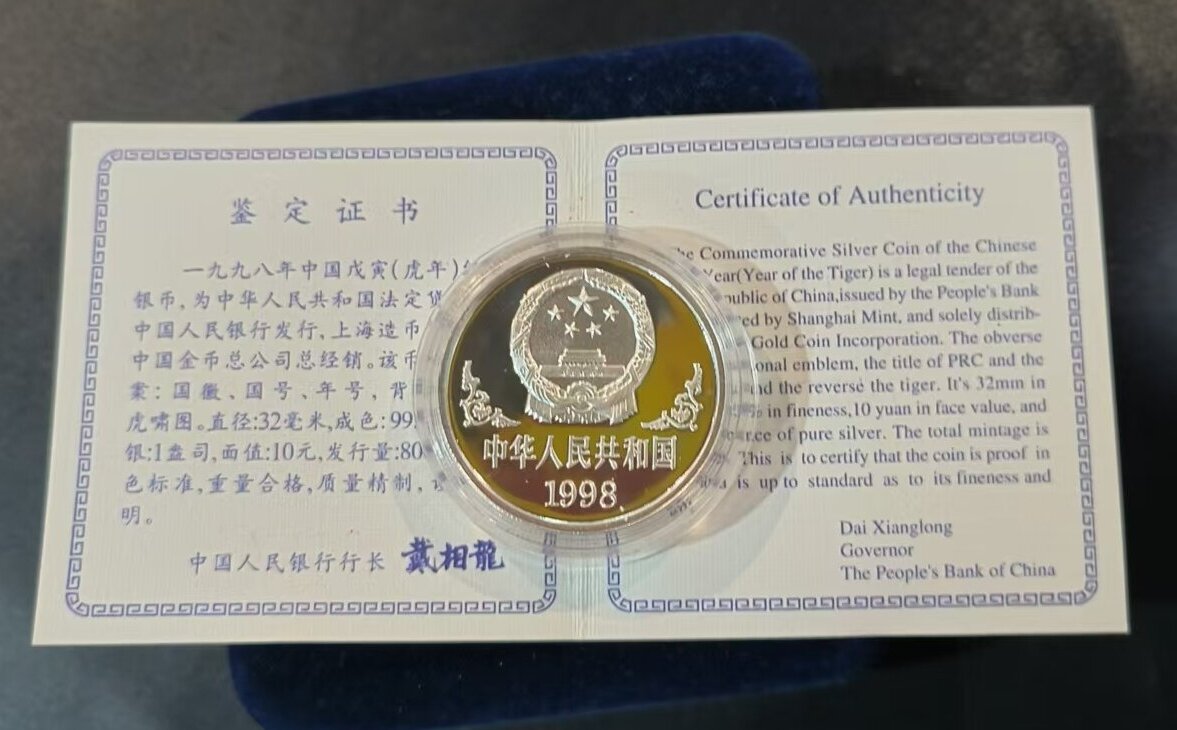 鉴定证书
一九九八年中国戊寅(虎年)
银币,为中华人民共和国法定货
中国人民银行发行,上海造币
中国金币总公司总经销。该币
案:国徽、国号、年号,背
虎啸图。直径:32毫米,成色:99
银:1盎司,面值:10元,发行量:80
色标准,重量合格,质量精制,
明。
中国人民银行行长 戴相龍
中华人民共和国
1998
Certificate of Authenticity
he Commemorative Silver Coin of the Chinese
Year(Year of the Tiger) is a legal tender of the
public of China,issued by the People's Bank
ed by Shanghai Mint, and solely distrib-
Gold Coin Incorporation. The obverse
onal emblem, the title of PRC and the
nd the reverse the tiger. It's 32mm in
% in fineness,10 yuan in face value, and
ce of pure silver. The total mintage is
This is to certify that the coin is proof in
is up to standard as to its fineness and
Dai Xianglong
Governor
The People's Bank of China